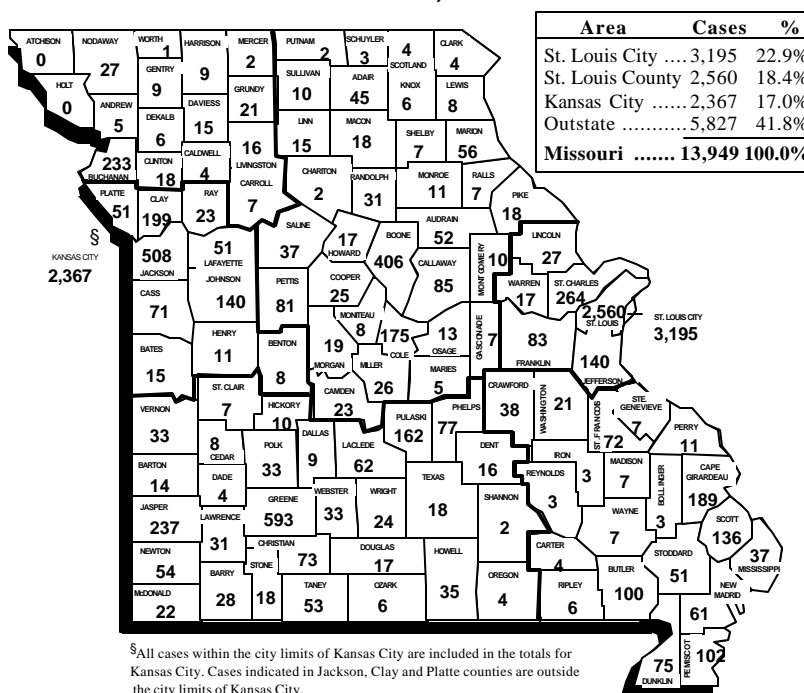 Area Cases %
St. Louis City .... 3,195 22.9%
St. Louis County 2,560 18.4%
Kansas City ...... 2,367 17.0%
Outstate .......... 5,827 41.8%
Missouri ....... 13,949 100.0%
ATCHISON
0
NODAWAY
27
WORTH
1
HARRISON
9
MERCER
2
PUTNAM
2
SCHUYLER
3
4
SCOTLAND
CLARK
4
HOLT
0
GENTRY
9
GRUNDY
21
SULLIVAN
10
ADAIR
45
KNOX
6
LEWIS
8
ANDREW
5
DEKALB
6
DAVIESS
15
16
LIVINGSTON
LINN
15
MACON
18
SHELBY
7
MARION
56
233
BUCHANAN
CLINTON
18
CALDWELL
4
CARROLL
7
CHARITON
2
RANDOLPH
31
MONROE
11
RALLS
7
PIKE
18
PLATTE
51
CLAY
199
RAY
23
SALINE
37
17
HOWARD
BOONE
406
AUDRAIN
52
CALLAWAY
85
MONTGOMERY
10
LINCOLN
27
§
KANSAS CITY
2,367
508
JACKSON
51
LAFAYETTE
JOHNSON
140
PETTIS
81
COOPER
25
MONITEAU
8
175
COLE
13
OSAGE
GASCONADE
7
WARREN
17
ST. CHARLES
264
2,560
ST. LOUIS
ST. LOUIS CITY
3,195
CASS
71
HENRY
11
BENTON
8
19
MORGAN
MILLER
26
MARIES
5
83
FRANKLIN
140
JEFFERSON
BATES
15
ST. CLAIR
7
HICKORY
10
CAMDEN
23
PULASKI
162
PHELPS
77
CRAWFORD
38
WASHINGTON
21
ST. FRANCOIS
72
STE.
GENEVIEVE
7
PERRY
11
VERNON
33
8
CEDAR
POLK
33
DALLAS
9
LACLEDE
62
DENT
16
IRON
3
REYNOLDS
3
MADISON
7
BOLLINGER
3
CAPE
GIRARDEAU
189
BARTON
14
DADE
4
GREENE
593
WEBSTER
33
WRIGHT
24
TEXAS
18
SHANNON
2
WAYNE
7
SCOTT
136
JASPER
237
LAWRENCE
31
CHRISTIAN
73
DOUGLAS
17
HOWELL
35
CARTER
4
BUTLER
100
STODDARD
51
37
MISSISSIPPI
NEWTON
54
BARRY
28
STONE
18
TANEY
53
OZARK
6
OREGON
4
RIPLEY
6
NEW
MADRID
61
McDONALD
22
PEMISCOT
102
75
DUNKLIN
§All cases within the city limits of Kansas City are included in the totals for
Kansas City. Cases indicated in Jackson, Clay and Platte counties are outside
the city limits of Kansas City.